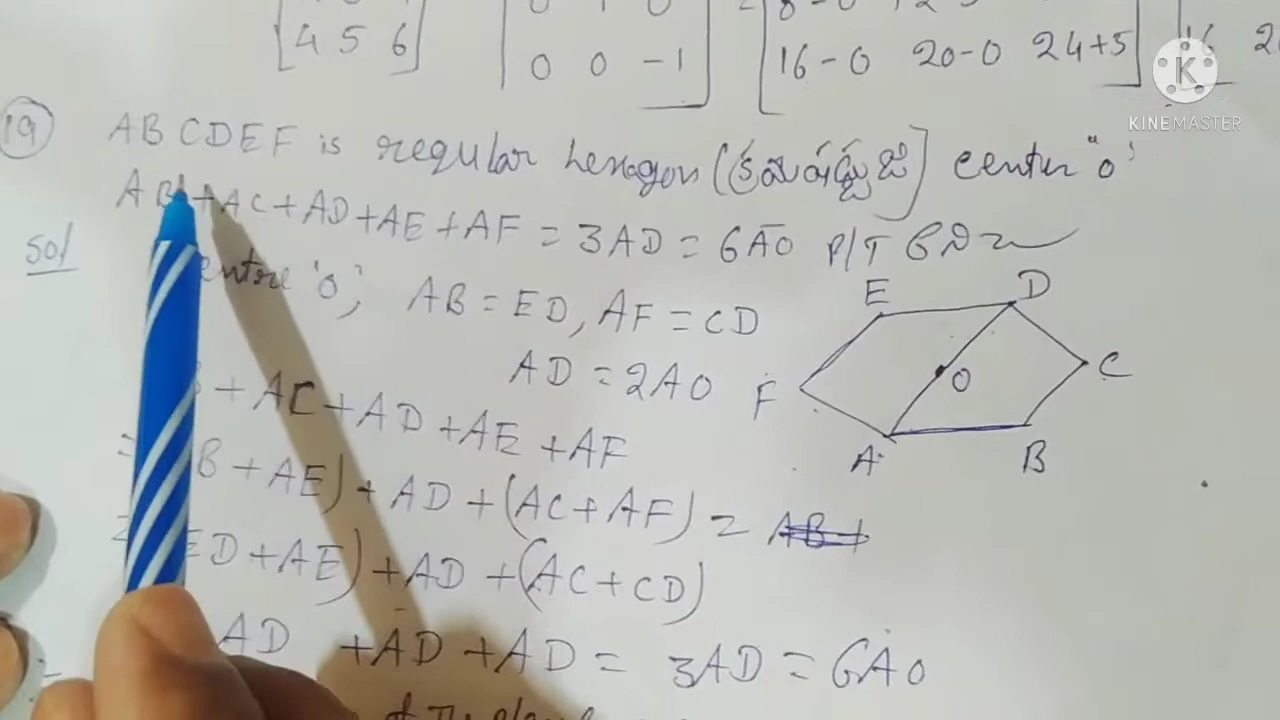 4 5 6
0 0 -1
16-0 20-0 24+5
KINEMASTER
19 ABCDEF is regular hexagon (క్రమషడ్భుజి) center "o'
AB + AC + AD + AE + AF = 3AD = 6AO P/T
Sol
entre 'o', AB = ED, AF = CD
AD = 2AO
+ AC + AD + AE + AF
B + AE) + AD + (AC + AF) =
ED + AE) + AD + (AC + CD)
AD + AD + AD = 3AD = 6AO
E D
F O C
A B